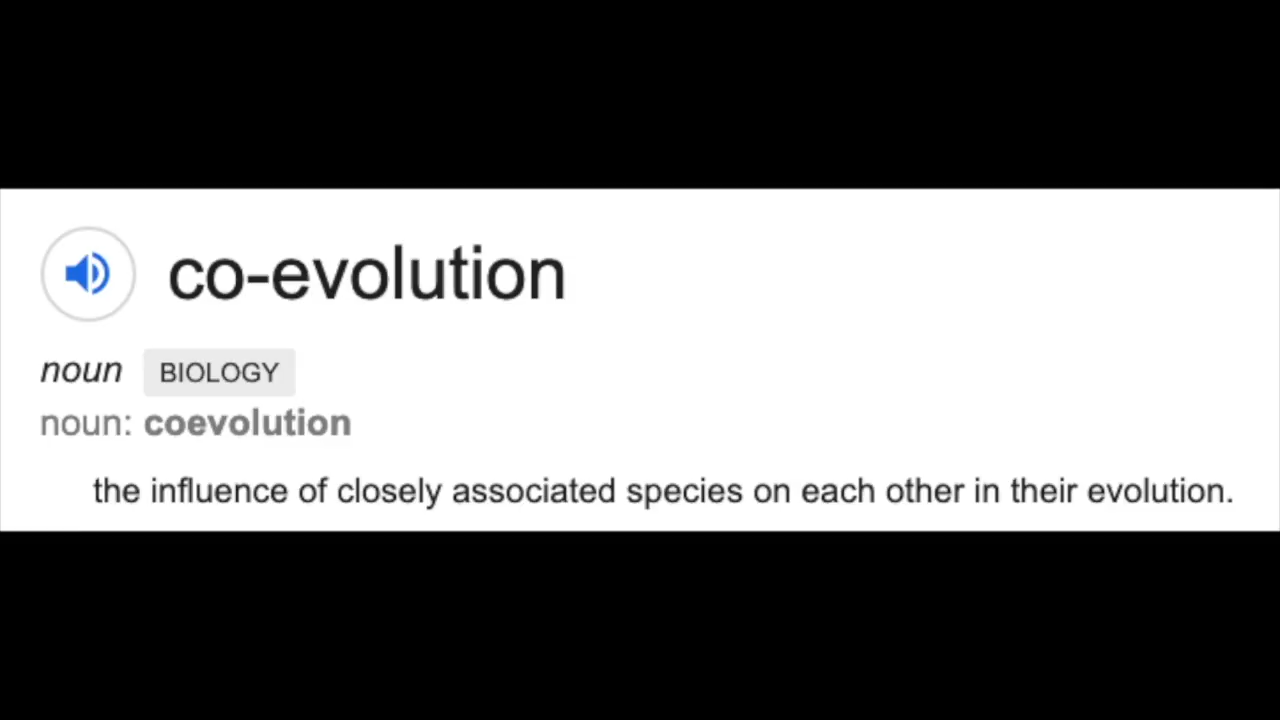 co-evolution
noun BIOLOGY
noun: coevolution
the influence of closely associated species on each other in their evolution.